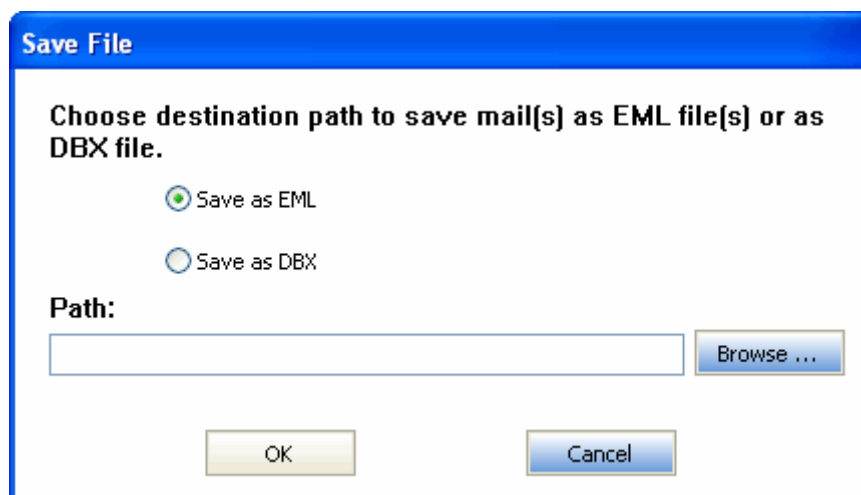 Save File
Choose destination path to save mail(s) as EML file(s) or as
DBX file.
Save as EML
Save as DBX
Path:
Browse ...
OK
Cancel